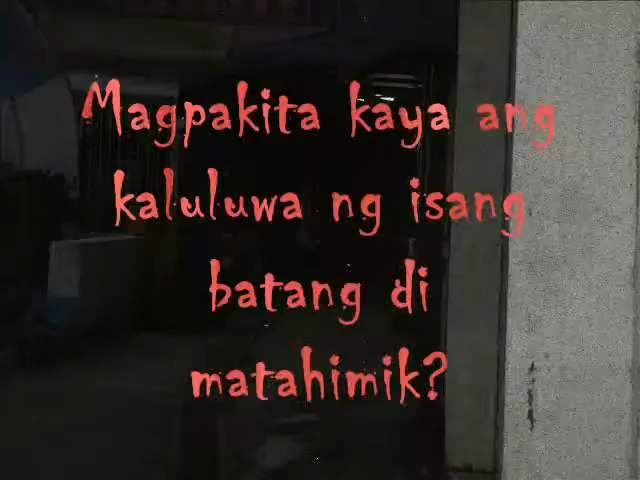 Magpakita kaya ang
kaluluwa ng isang
batang di
matahimik?